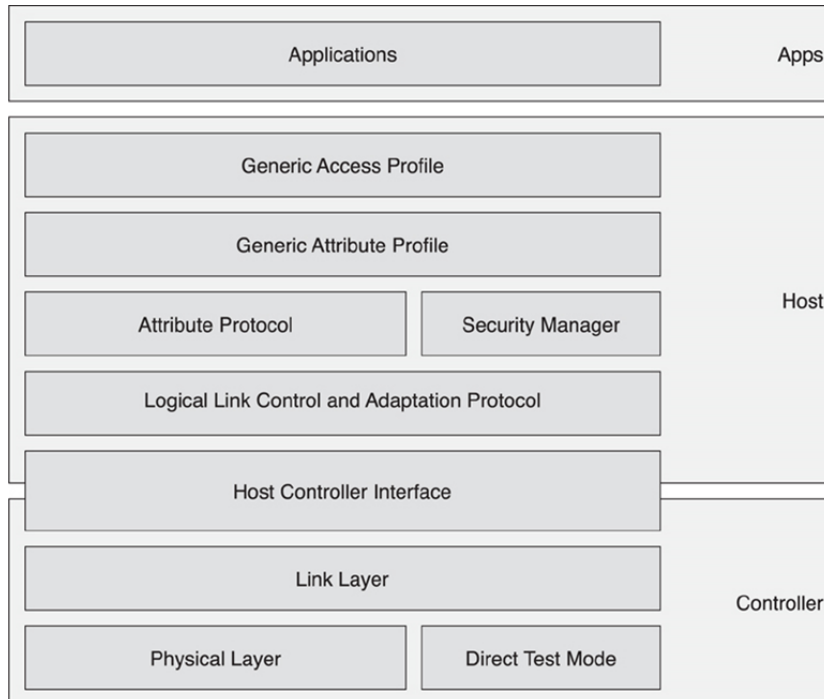 Applications
Apps
Generic Access Profile
Generic Attribute Profile
Host
Attribute Protocol
Security Manager
Logical Link Control and Adaptation Protocol
Host Controller Interface
Link Layer
Controller
Physical Layer
Direct Test Mode